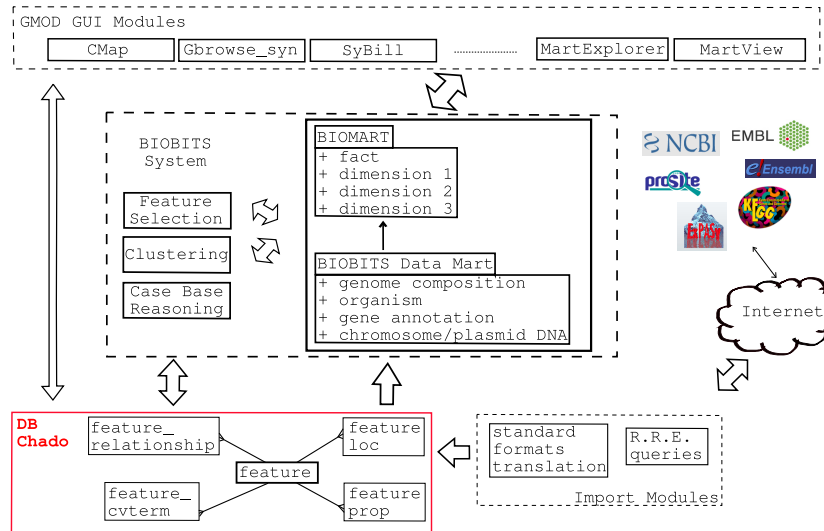 GMOD GUI Modules
CMap
Gbrowse_syn
SyBill
MartExplorer
MartView
BIOBITS
System
Feature
Selection
Clustering
Case Base
Reasoning
BIOMART
+ fact
+ dimension 1
+ dimension 2
+ dimension 3
BIOBITS Data Mart
+ genome composition
+ organism
+ gene annotation
+ chromosome/plasmid DNA
NCBI
EMBL
e!Ensembl
proSite
KEGG
ExPASy
Internet
DB
Chado
feature_
relationship
feature
loc
feature
feature_
cvterm
feature
prop
standard
formats
translation
R.R.E.
queries
Import Modules